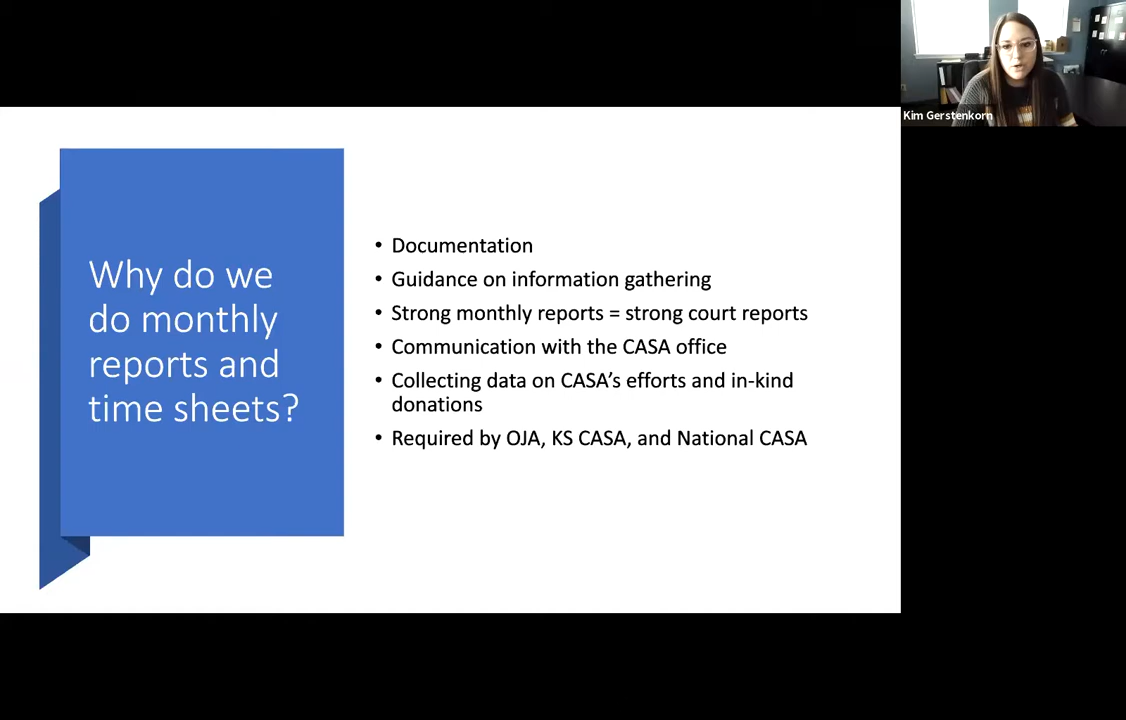 Kim Gerstenkorn
Why do we
do monthly
reports and
time sheets?
• Documentation
• Guidance on information gathering
• Strong monthly reports = strong court reports
• Communication with the CASA office
• Collecting data on CASA’s efforts and in-kind
donations
• Required by OJA, KS CASA, and National CASA